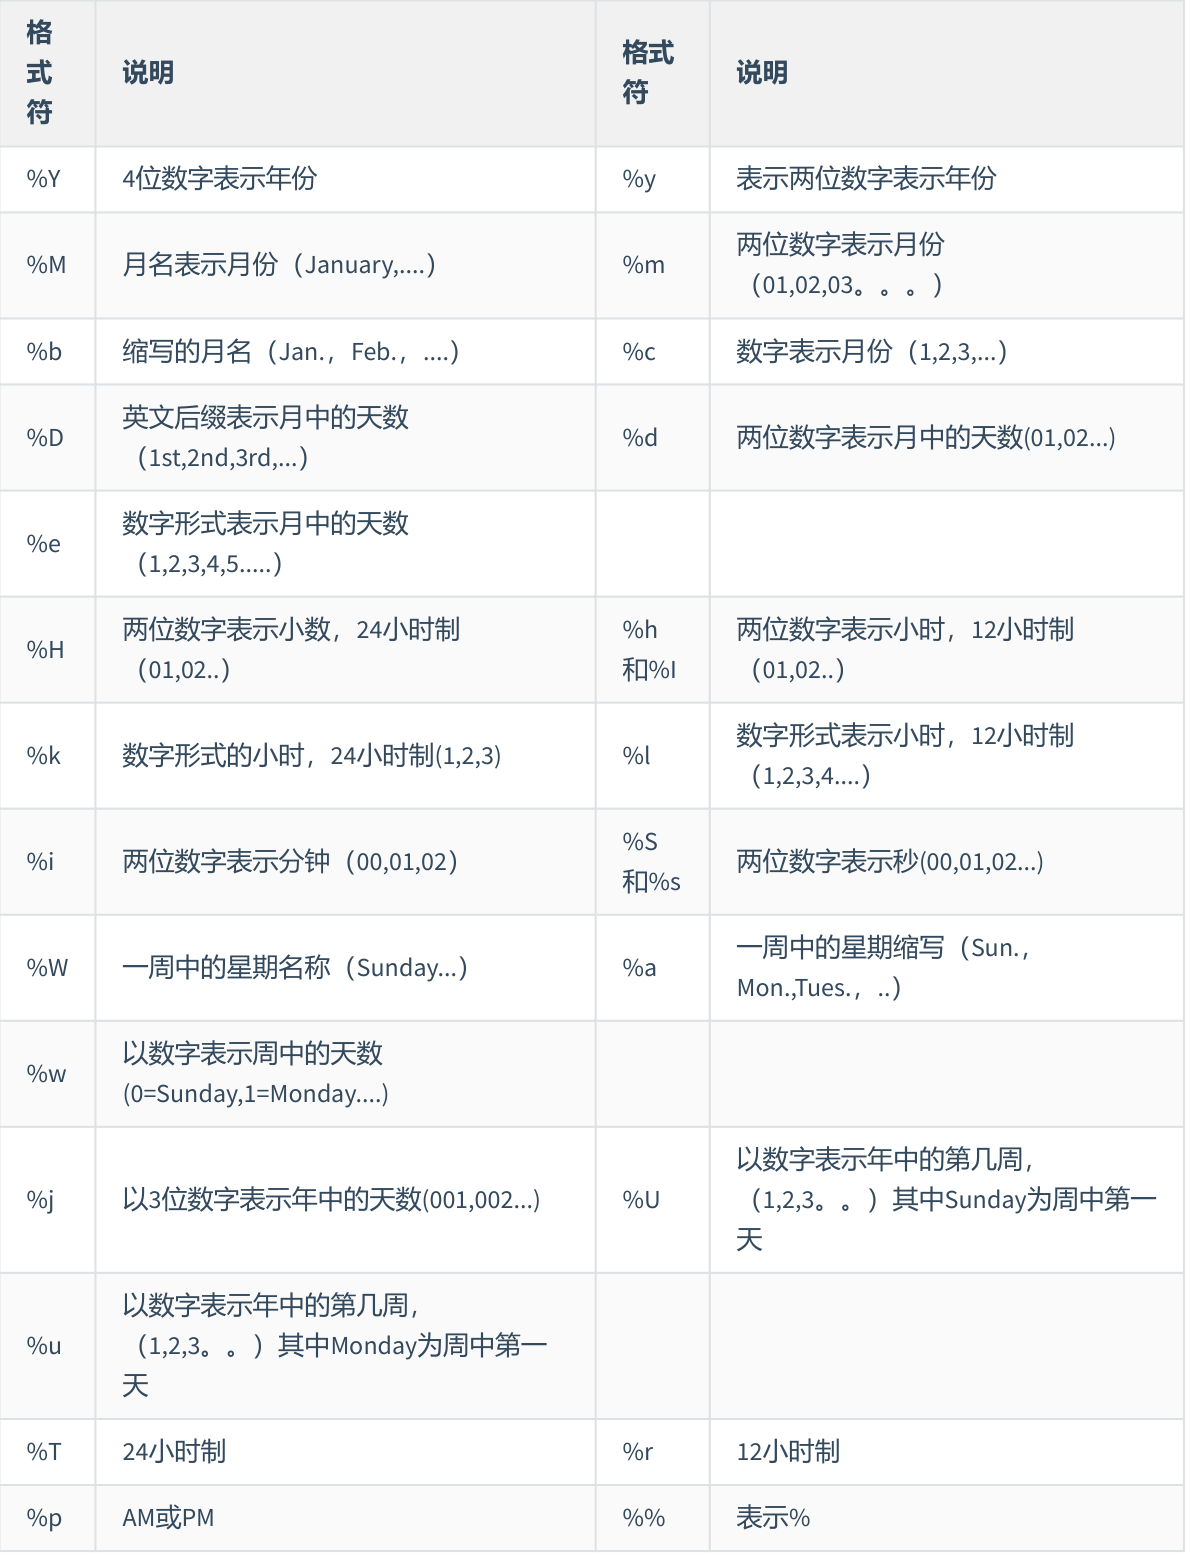 格
式
符
说明
格式
符
说明
%Y
4位数字表示年份
%y
表示两位数字表示年份
%M
月名表示月份（January,....）
%m
两位数字表示月份
（01,02,03。。。）
%b
缩写的月名（Jan.，Feb.，....）
%c
数字表示月份（1,2,3,...）
%D
英文后缀表示月中的天数
（1st,2nd,3rd,...）
%d
两位数字表示月中的天数(01,02...)
%e
数字形式表示月中的天数
（1,2,3,4,5.....）
%H
两位数字表示小数，24小时制
（01,02..）
%h
和%I
两位数字表示小时，12小时制
（01,02..）
%k
数字形式的小时，24小时制(1,2,3)
%l
数字形式表示小时，12小时制
（1,2,3,4....）
%i
两位数字表示分钟（00,01,02）
%S
和%s
两位数字表示秒(00,01,02...)
%W
一周中的星期名称（Sunday...）
%a
一周中的星期缩写（Sun.，
Mon.,Tues.，..）
%w
以数字表示周中的天数
(0=Sunday,1=Monday....)
%j
以3位数字表示年中的天数(001,002...)
%U
以数字表示年中的第几周，
（1,2,3。。）其中Sunday为周中第一
天
%u
以数字表示年中的第几周，
（1,2,3。。）其中Monday为周中第一
天
%T
24小时制
%r
12小时制
%p
AM或PM
%%
表示%